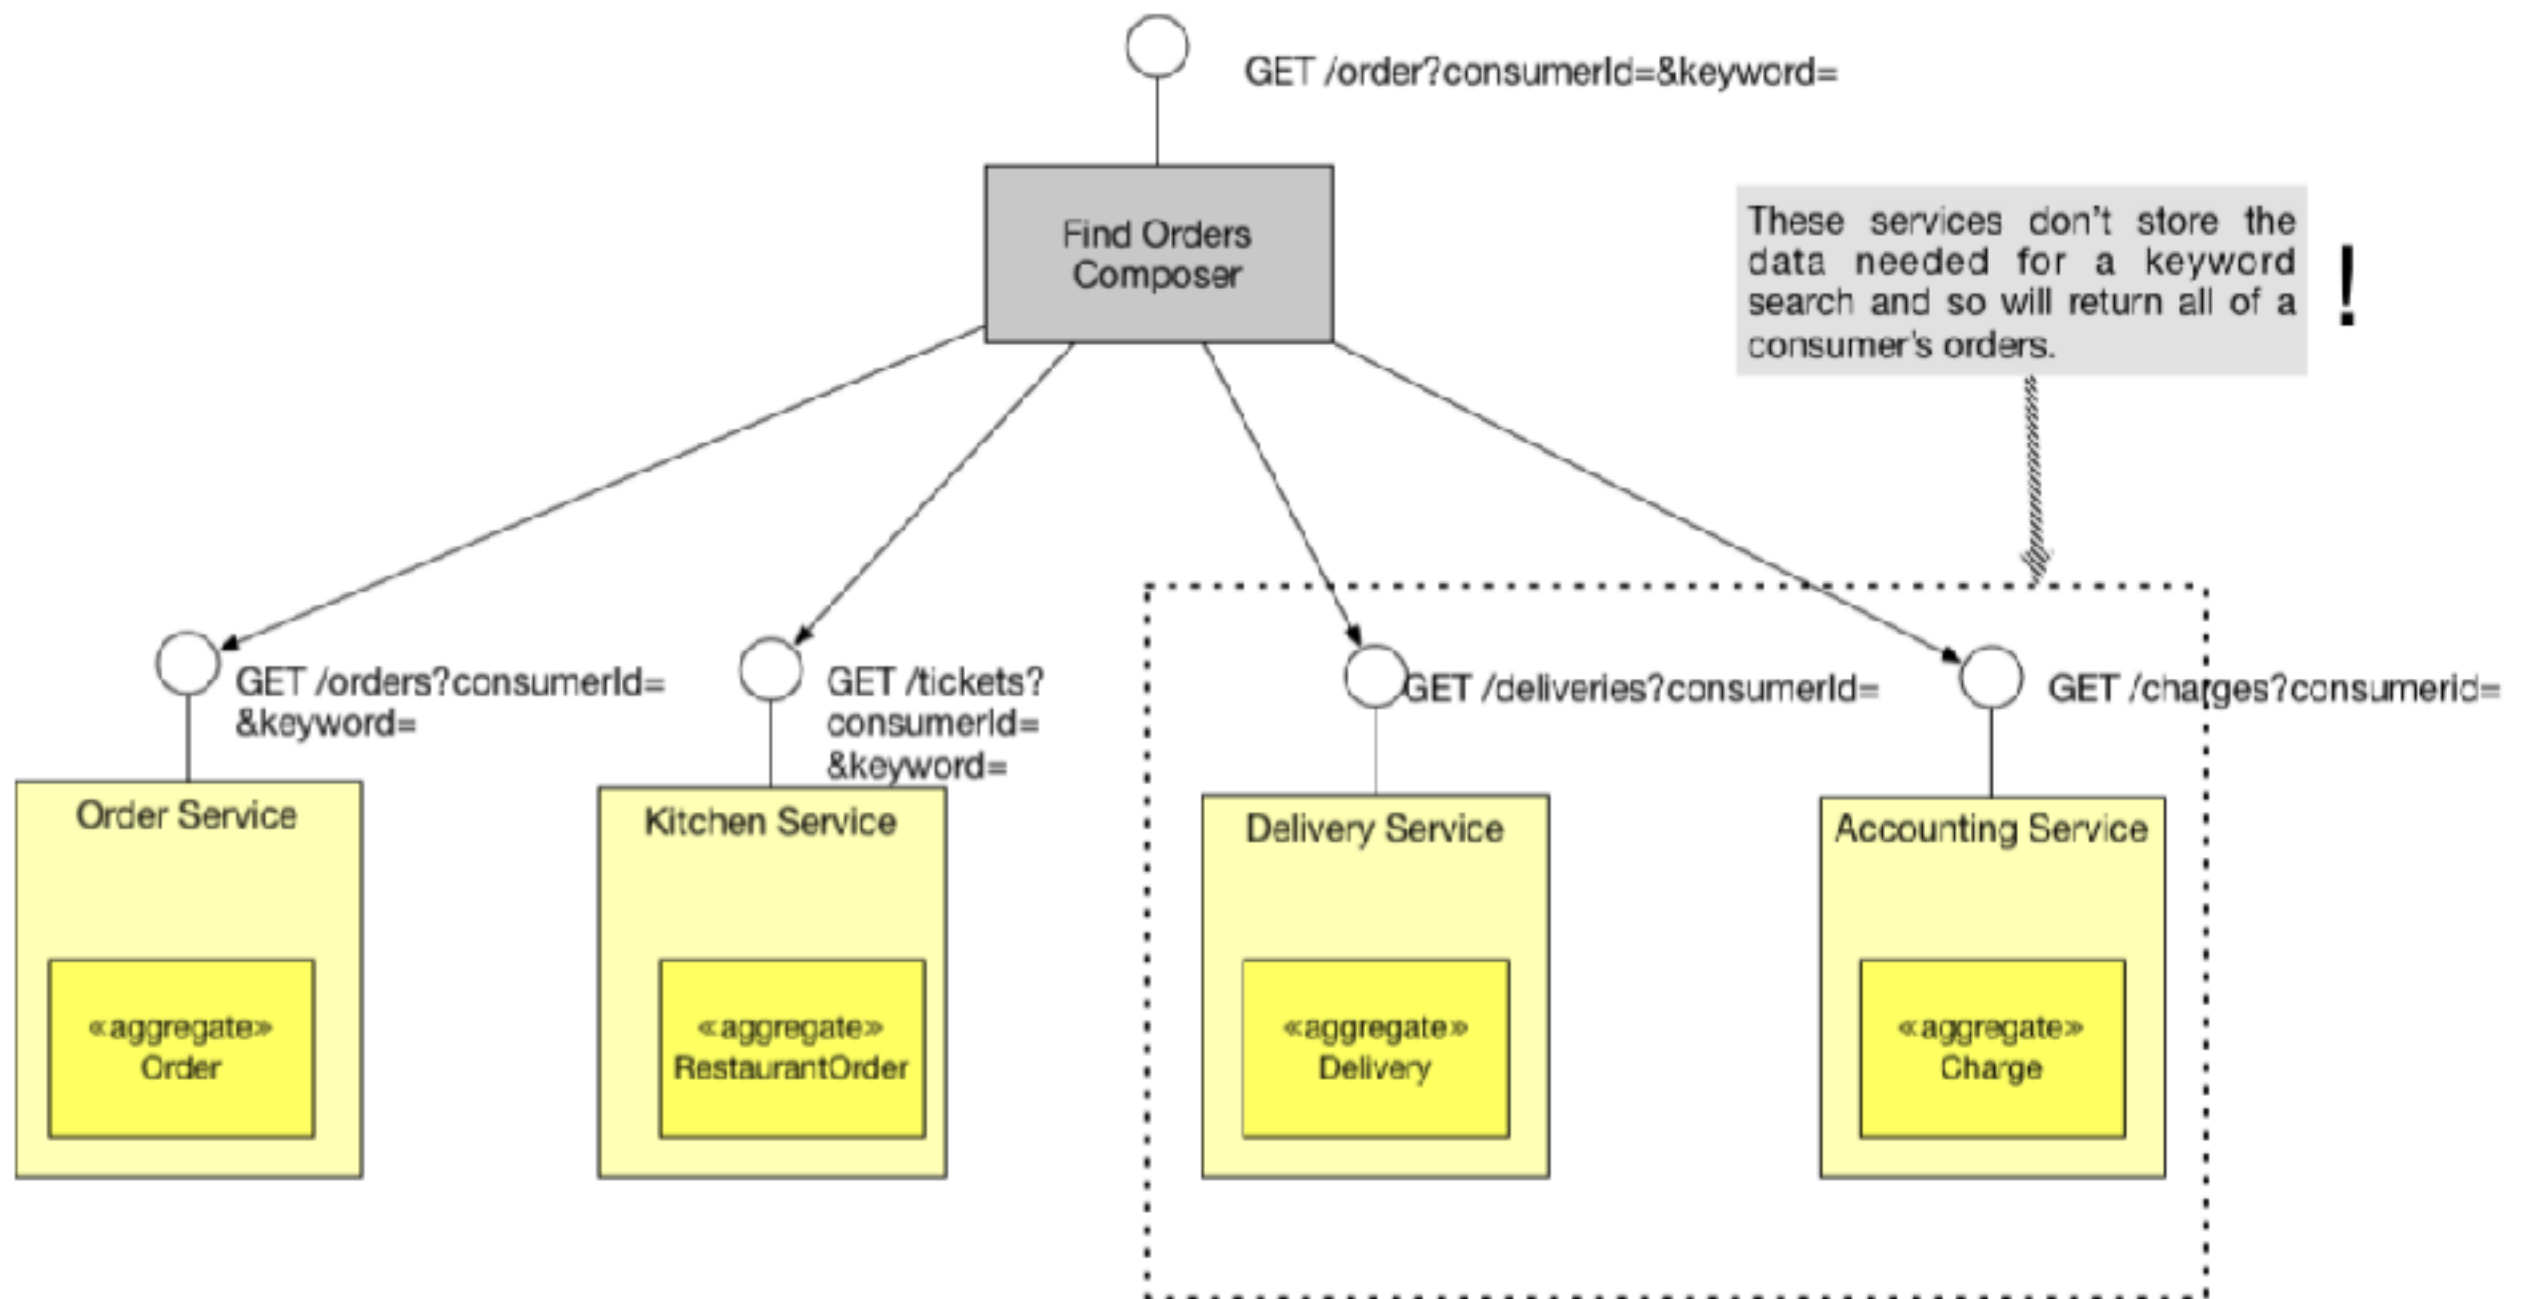 GET /order?consumerId=&keyword=
Find Orders
Composer
These services don't store the
data needed for a keyword
search and so will return all of a
consumer's orders.
!
GET /orders?consumerId=
&keyword=
GET /tickets?
consumerId=
&keyword=
GET /deliveries?consumerId=
GET /charges?consumerid=
Order Service
Kitchen Service
Delivery Service
Accounting Service
«aggregate»
Order
«aggregate»
RestaurantOrder
«aggregate»
Delivery
«aggregate»
Charge